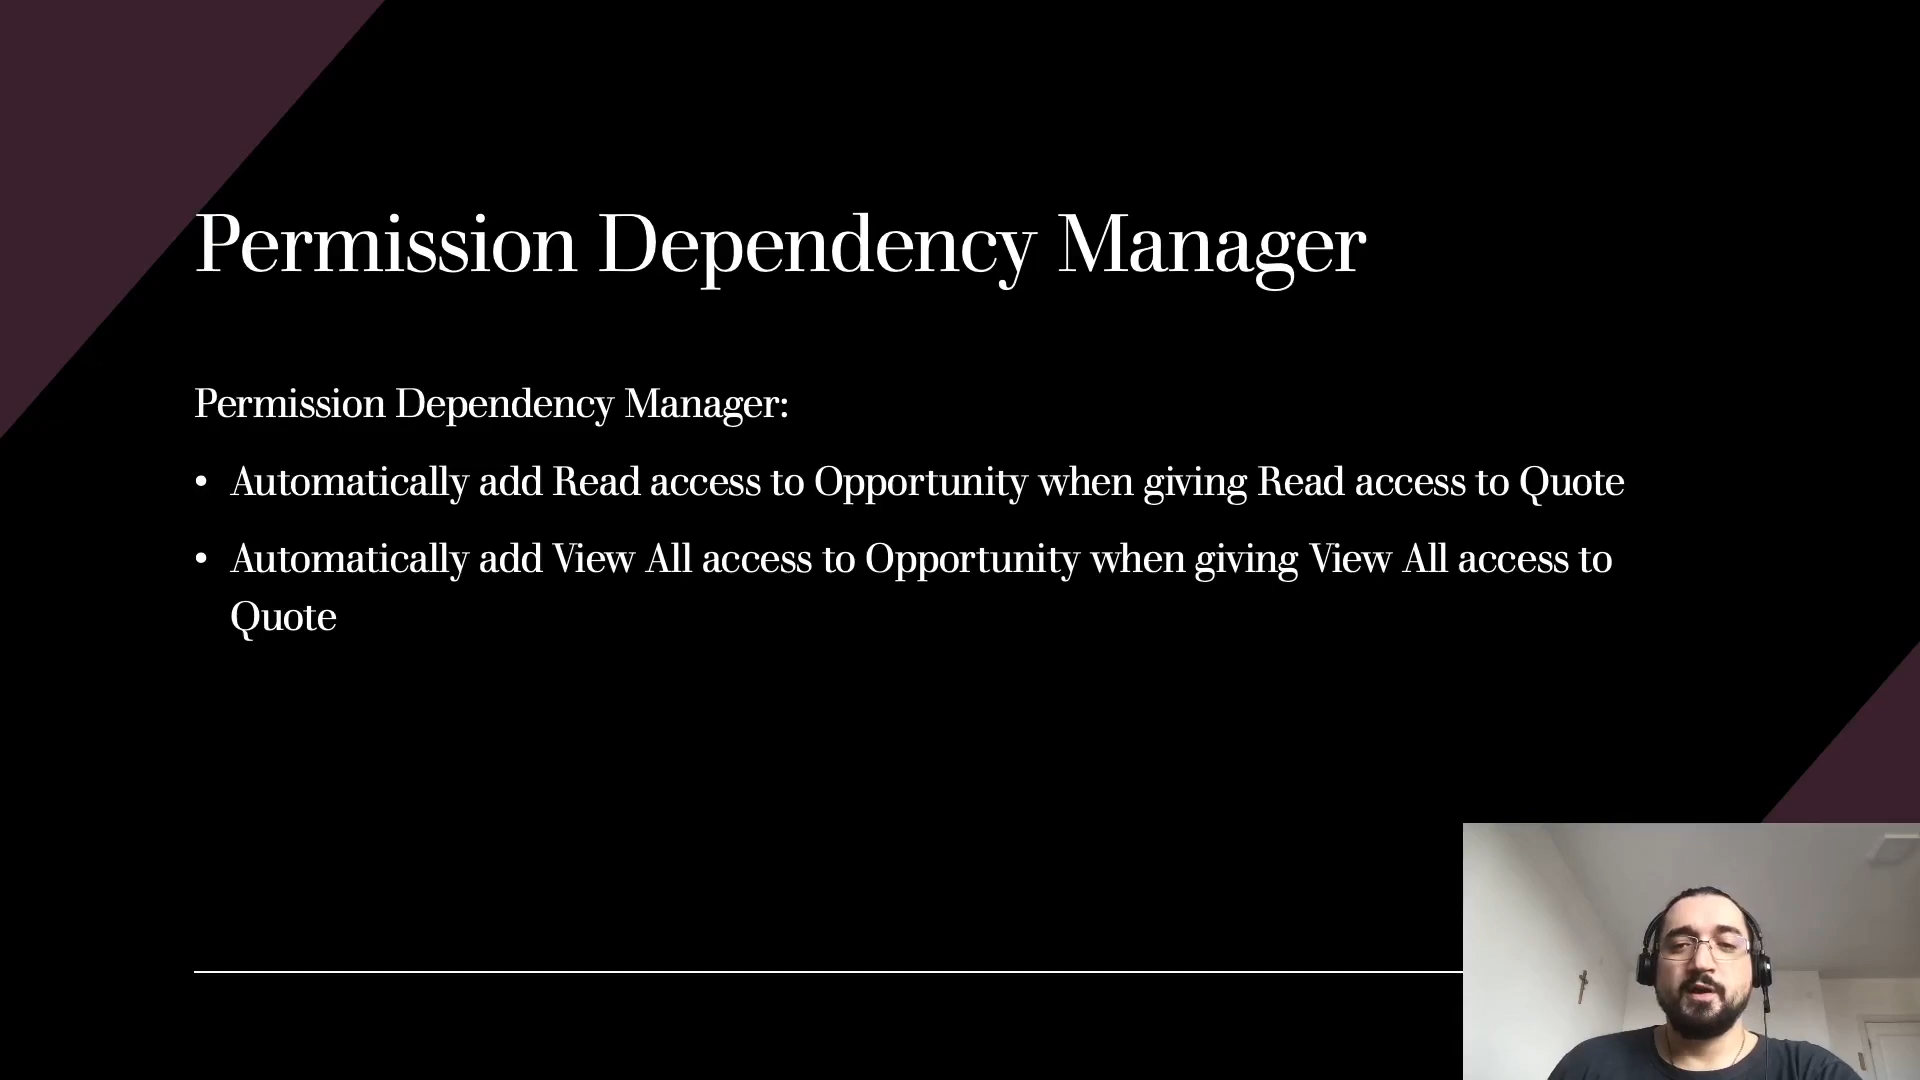 Permission Dependency Manager
Permission Dependency Manager:
• Automatically add Read access to Opportunity when giving Read access to Quote
• Automatically add View All access to Opportunity when giving View All access to
Quote